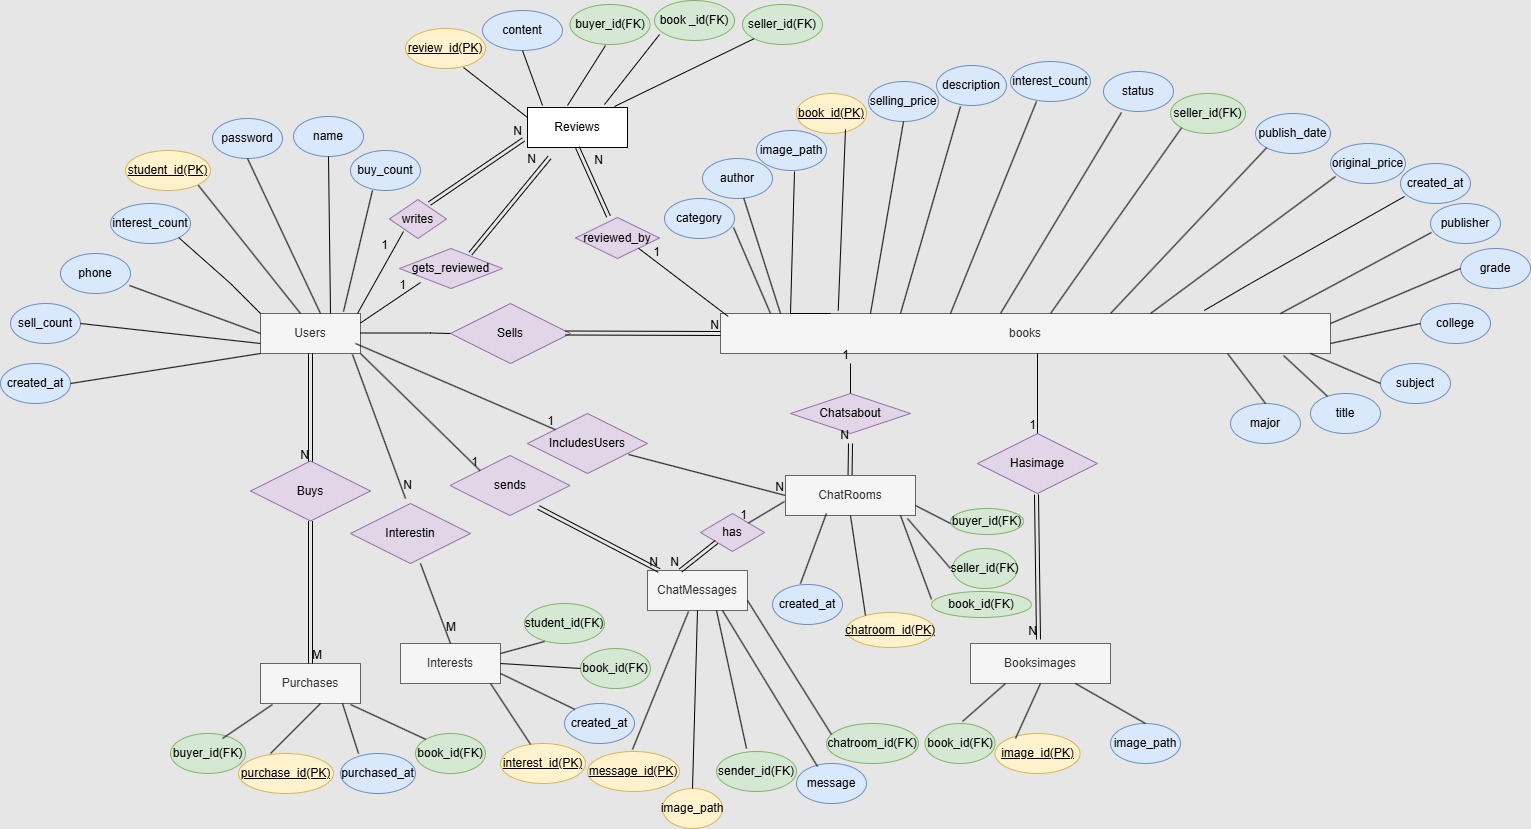 content
buyer_id(FK)
book _id(FK)
seller_id(FK)
review_id(PK)
Reviews
N
N
N
writes
1
gets_reviewed
1
reviewed_by
1
password
name
student_id(PK)
buy_count
interest_count
phone
sell_count
created_at
Users
Sells
N
category
author
image_path
book_id(PK)
selling_price
description
interest_count
status
seller_id(FK)
publish_date
original_price
created_at
publisher
grade
college
subject
title
major
books
1
Chatsabout
N
1
Hasimage
N
1
IncludesUsers
N
1
sends
N
1
has
N
N
Buys
M
N
Interestin
M
ChatRooms
buyer_id(FK)
seller_id(FK)
book_id(FK)
created_at
chatroom_id(PK)
ChatMessages
message_id(PK)
image_path
sender_id(FK)
message
chatroom_id(FK)
Interests
student_id(FK)
book_id(FK)
created_at
interest_id(PK)
Purchases
buyer_id(FK)
purchase_id(PK)
purchased_at
book_id(FK)
Booksimages
book_id(FK)
image_id(PK)
image_path